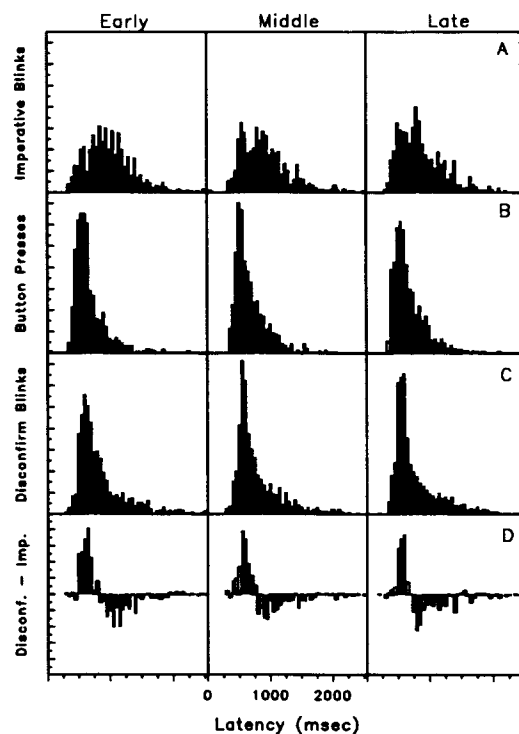 Early Middle Late
Imperative Blinks
A
Button Presses
B
Disconfirm Blinks
C
Disconf. - Imp.
D
0 1000 2000
Latency (msec)